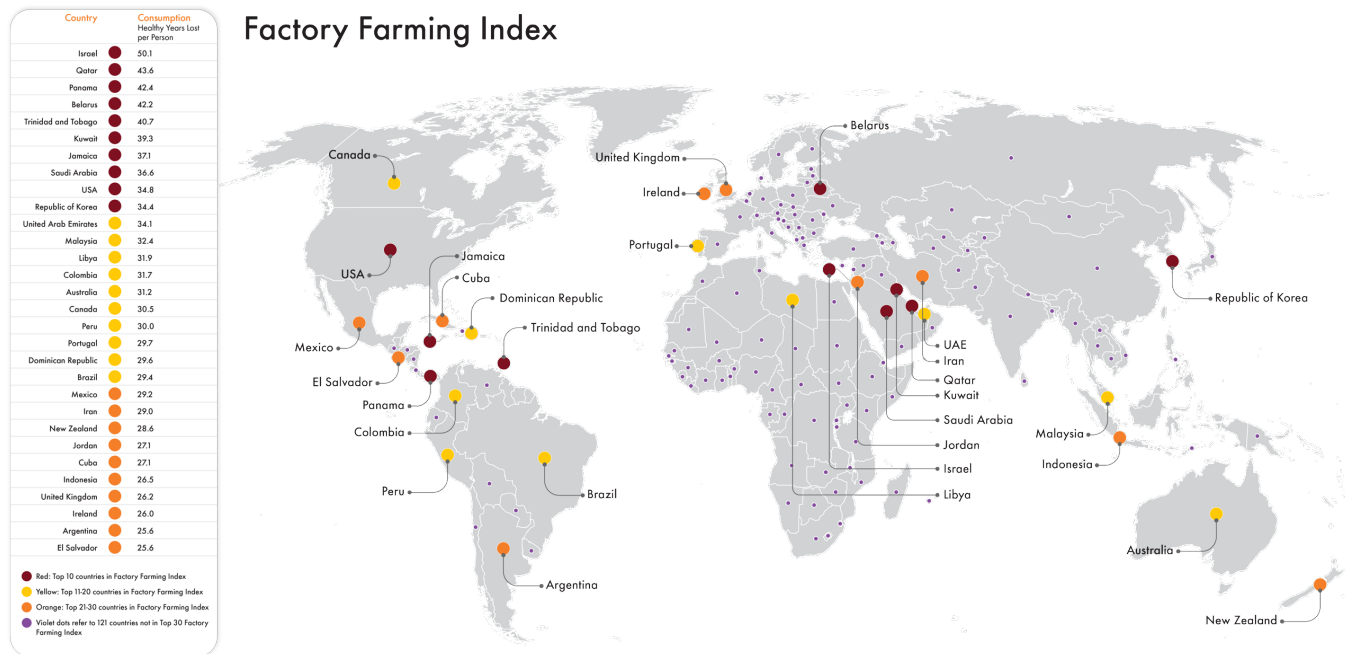 Factory Farming Index
Country Consumption
Healthy Years Lost
per Person
Israel 50.1
Qatar 43.6
Panama 42.4
Belarus 42.2
Trinidad and Tobago 40.7
Kuwait 39.3
Jamaica 37.1
Saudi Arabia 36.6
USA 34.8
Republic of Korea 34.4
United Arab Emirates 34.1
Malaysia 32.4
Libya 31.9
Colombia 31.7
Australia 31.2
Canada 30.5
Peru 30.0
Portugal 29.7
Dominican Republic 29.6
Brazil 29.4
Mexico 29.2
Iran 29.0
New Zealand 28.6
Jordan 27.1
Cuba 27.1
Indonesia 26.5
United Kingdom 26.2
Ireland 26.0
Argentina 25.6
El Salvador 25.6
Red: Top 10 countries in Factory Farming Index
Yellow: Top 11-20 countries in Factory Farming Index
Orange: Top 21-30 countries in Factory Farming Index
Violet dots refer to 121 countries not in Top 30 Factory
Farming Index
Canada
USA
Mexico
El Salvador
Panama
Colombia
Peru
Jamaica
Cuba
Dominican Republic
Trinidad and Tobago
Brazil
Argentina
Belarus
United Kingdom
Ireland
Portugal
UAE
Iran
Qatar
Kuwait
Saudi Arabia
Jordan
Israel
Libya
Republic of Korea
Malaysia
Indonesia
Australia
New Zealand